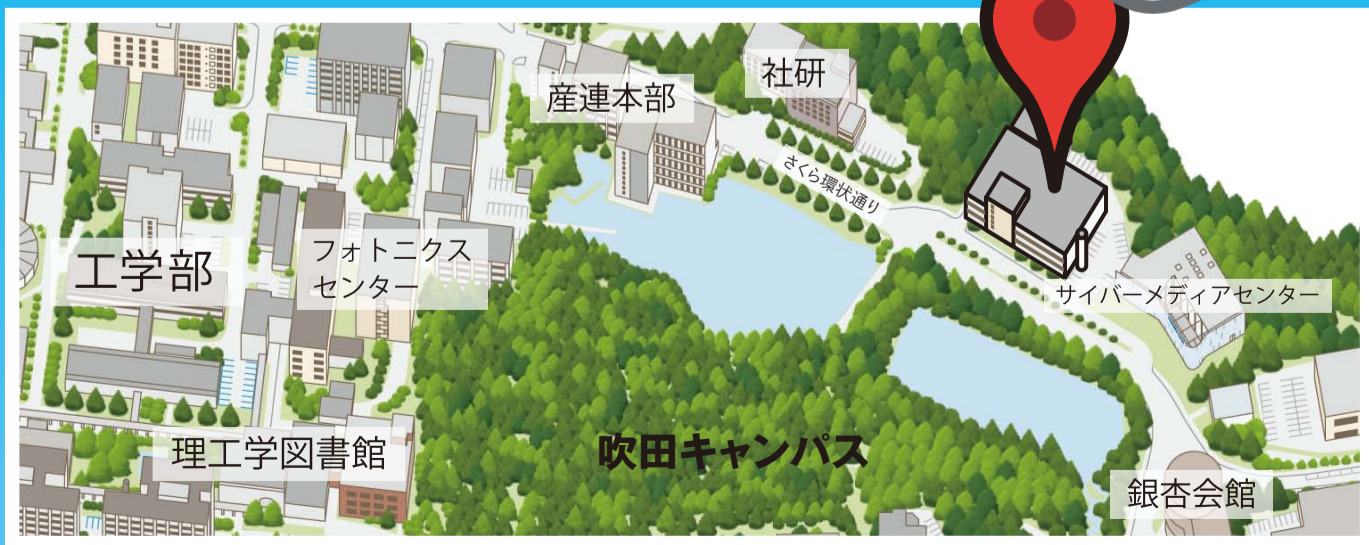 社研
産連本部
さくら環状通り
工学部
フォトニクス
センター
サイバーメディアセンター
理工学図書館
吹田キャンパス
銀杏会館